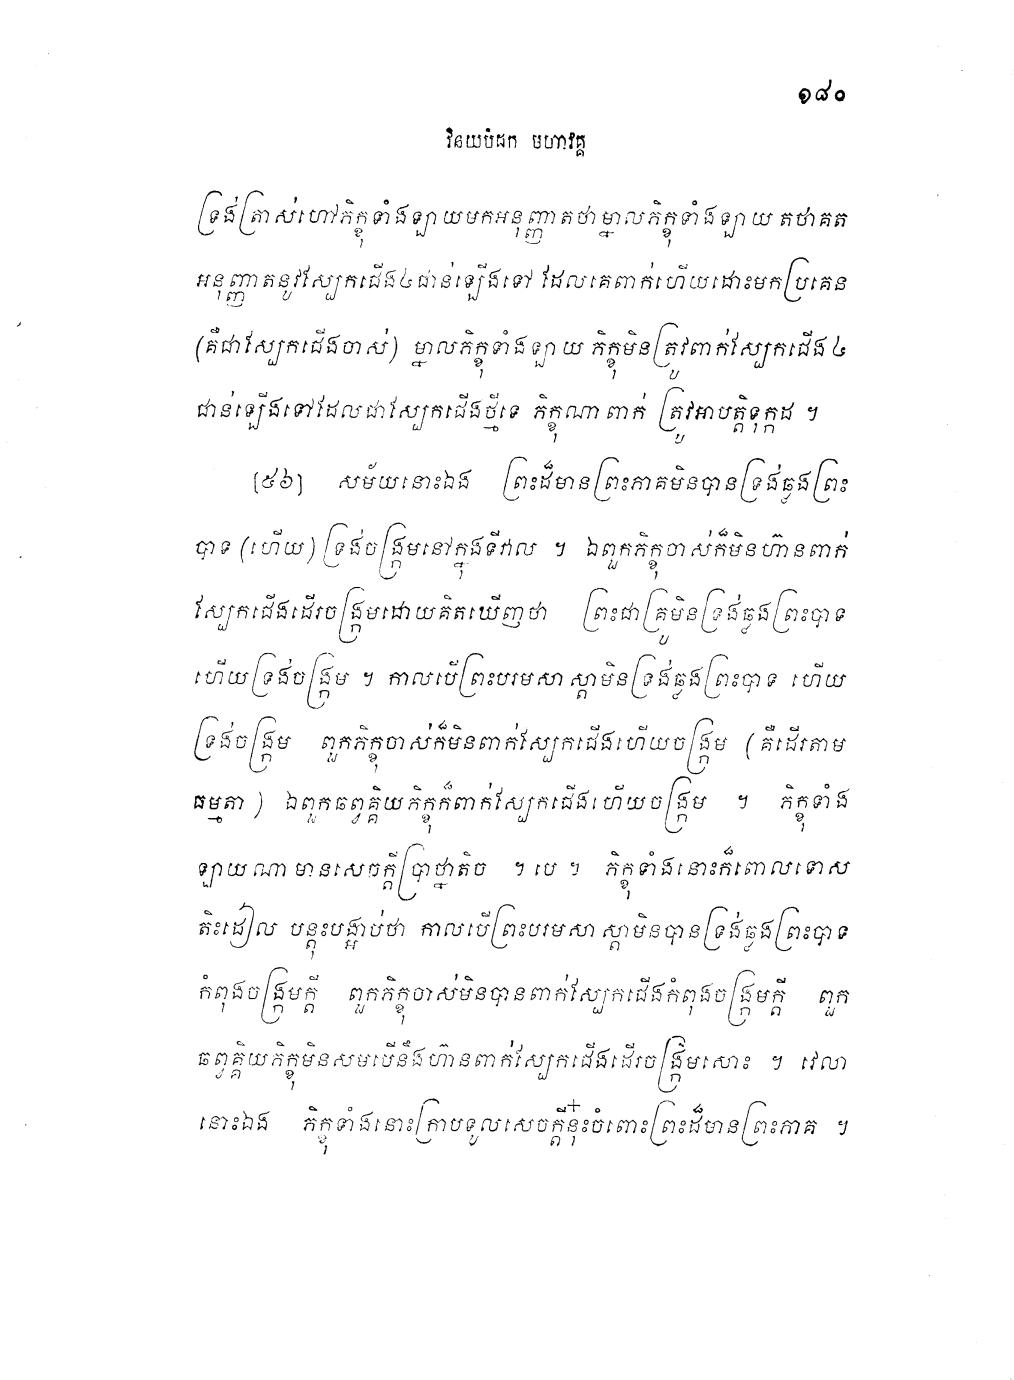 ១៨០
វិនយបិដក មហាវគ្គ
ទ្រង់ត្រាស់ហៅភិក្ខុទាំងឡាយមកអនុញ្ញាតថាម្នាលភិក្ខុទាំងឡាយ តថាគត
អនុញ្ញាតនូវស្បែកជើង៤ជាន់ឡើងទៅ ដែលគេពាក់ហើយដោះមកប្រគេន
(គឺជាស្បែកជើងចាស់) ម្នាលភិក្ខុទាំងឡាយ ភិក្ខុមិនត្រូវពាក់ស្បែកជើង៤
ជាន់ឡើងទៅដែលជាស្បែកជើងថ្មីទេ ភិក្ខុណាពាក់ ត្រូវអាបត្តិទុក្កដ ។
[៥៦] សម័យនោះឯង ព្រះដ៏មានព្រះភាគមិនបានទ្រង់ឆ្លងព្រះ
បាទ (ហើយ) ទ្រង់ចង្ក្រមនៅក្នុងទីវាល ។ ឯពួកភិក្ខុចាស់ក៏មិនហ៊ានពាក់
ស្បែកជើងដើរចង្ក្រមដោយគិតឃើញថា ព្រះជាគ្រូមិនទ្រង់ឆ្លងព្រះបាទ
ហើយទ្រង់ចង្ក្រម ។ កាលបើព្រះបរមសាស្តាមិនទ្រង់ឆ្លងព្រះបាទ ហើយ
ទ្រង់ចង្ក្រម ពួកភិក្ខុចាស់ក៏មិនពាក់ស្បែកជើងហើយចង្ក្រម (គឺដើរតាម
ធម្មតា) ឯពួកឆព្វគ្គិយភិក្ខុក៏ពាក់ស្បែកជើងហើយចង្ក្រម ។ ភិក្ខុទាំង
ឡាយណាមានសេចក្តីប្រាថ្នាតិច ។ បេ ។ ភិក្ខុទាំងនោះក៏ពោលទោស
តិះដៀល បន្តុះបង្អាប់ថា កាលបើព្រះបរមសាស្តាមិនបានទ្រង់ឆ្លងព្រះបាទ
កំពុងចង្ក្រមក្តី ពួកភិក្ខុចាស់មិនបានពាក់ស្បែកជើងកំពុងចង្ក្រមក្តី ពួក
ឆព្វគ្គិយភិក្ខុមិនសមបើនឹងហ៊ានពាក់ស្បែកជើងដើរចង្ក្រមសោះ ។ វេលា
នោះឯង ភិក្ខុទាំងនោះក្រាបទូលសេចក្តីនុ៎ះចំពោះព្រះដ៏មានព្រះភាគ ។